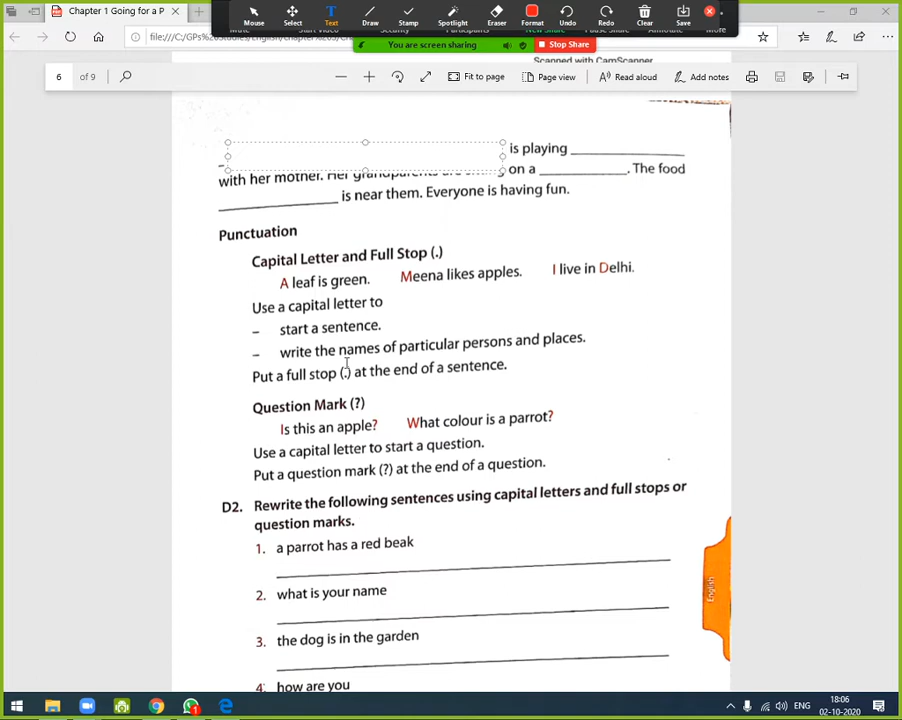 Chapter 1 Going for a P
Mouse Select Text Draw Stamp Spotlight Eraser Format Undo Redo Clear Save
You are screen sharing Stop Share
6 of 9 Fit to page Page view Read aloud Add notes
Scanned with CamScanner
is playing
with her mother. Her grandparents are on a . The food
is near them. Everyone is having fun.
Punctuation
Capital Letter and Full Stop (.)
A leaf is green. Meena likes apples. I live in Delhi.
Use a capital letter to
– start a sentence.
– write the names of particular persons and places.
Put a full stop (.) at the end of a sentence.
Question Mark (?)
Is this an apple? What colour is a parrot?
Use a capital letter to start a question.
Put a question mark (?) at the end of a question.
D2. Rewrite the following sentences using capital letters and full stops or
question marks.
1. a parrot has a red beak
2. what is your name
English
3. the dog is in the garden
4. how are you
ENG
18:06
02-10-2020